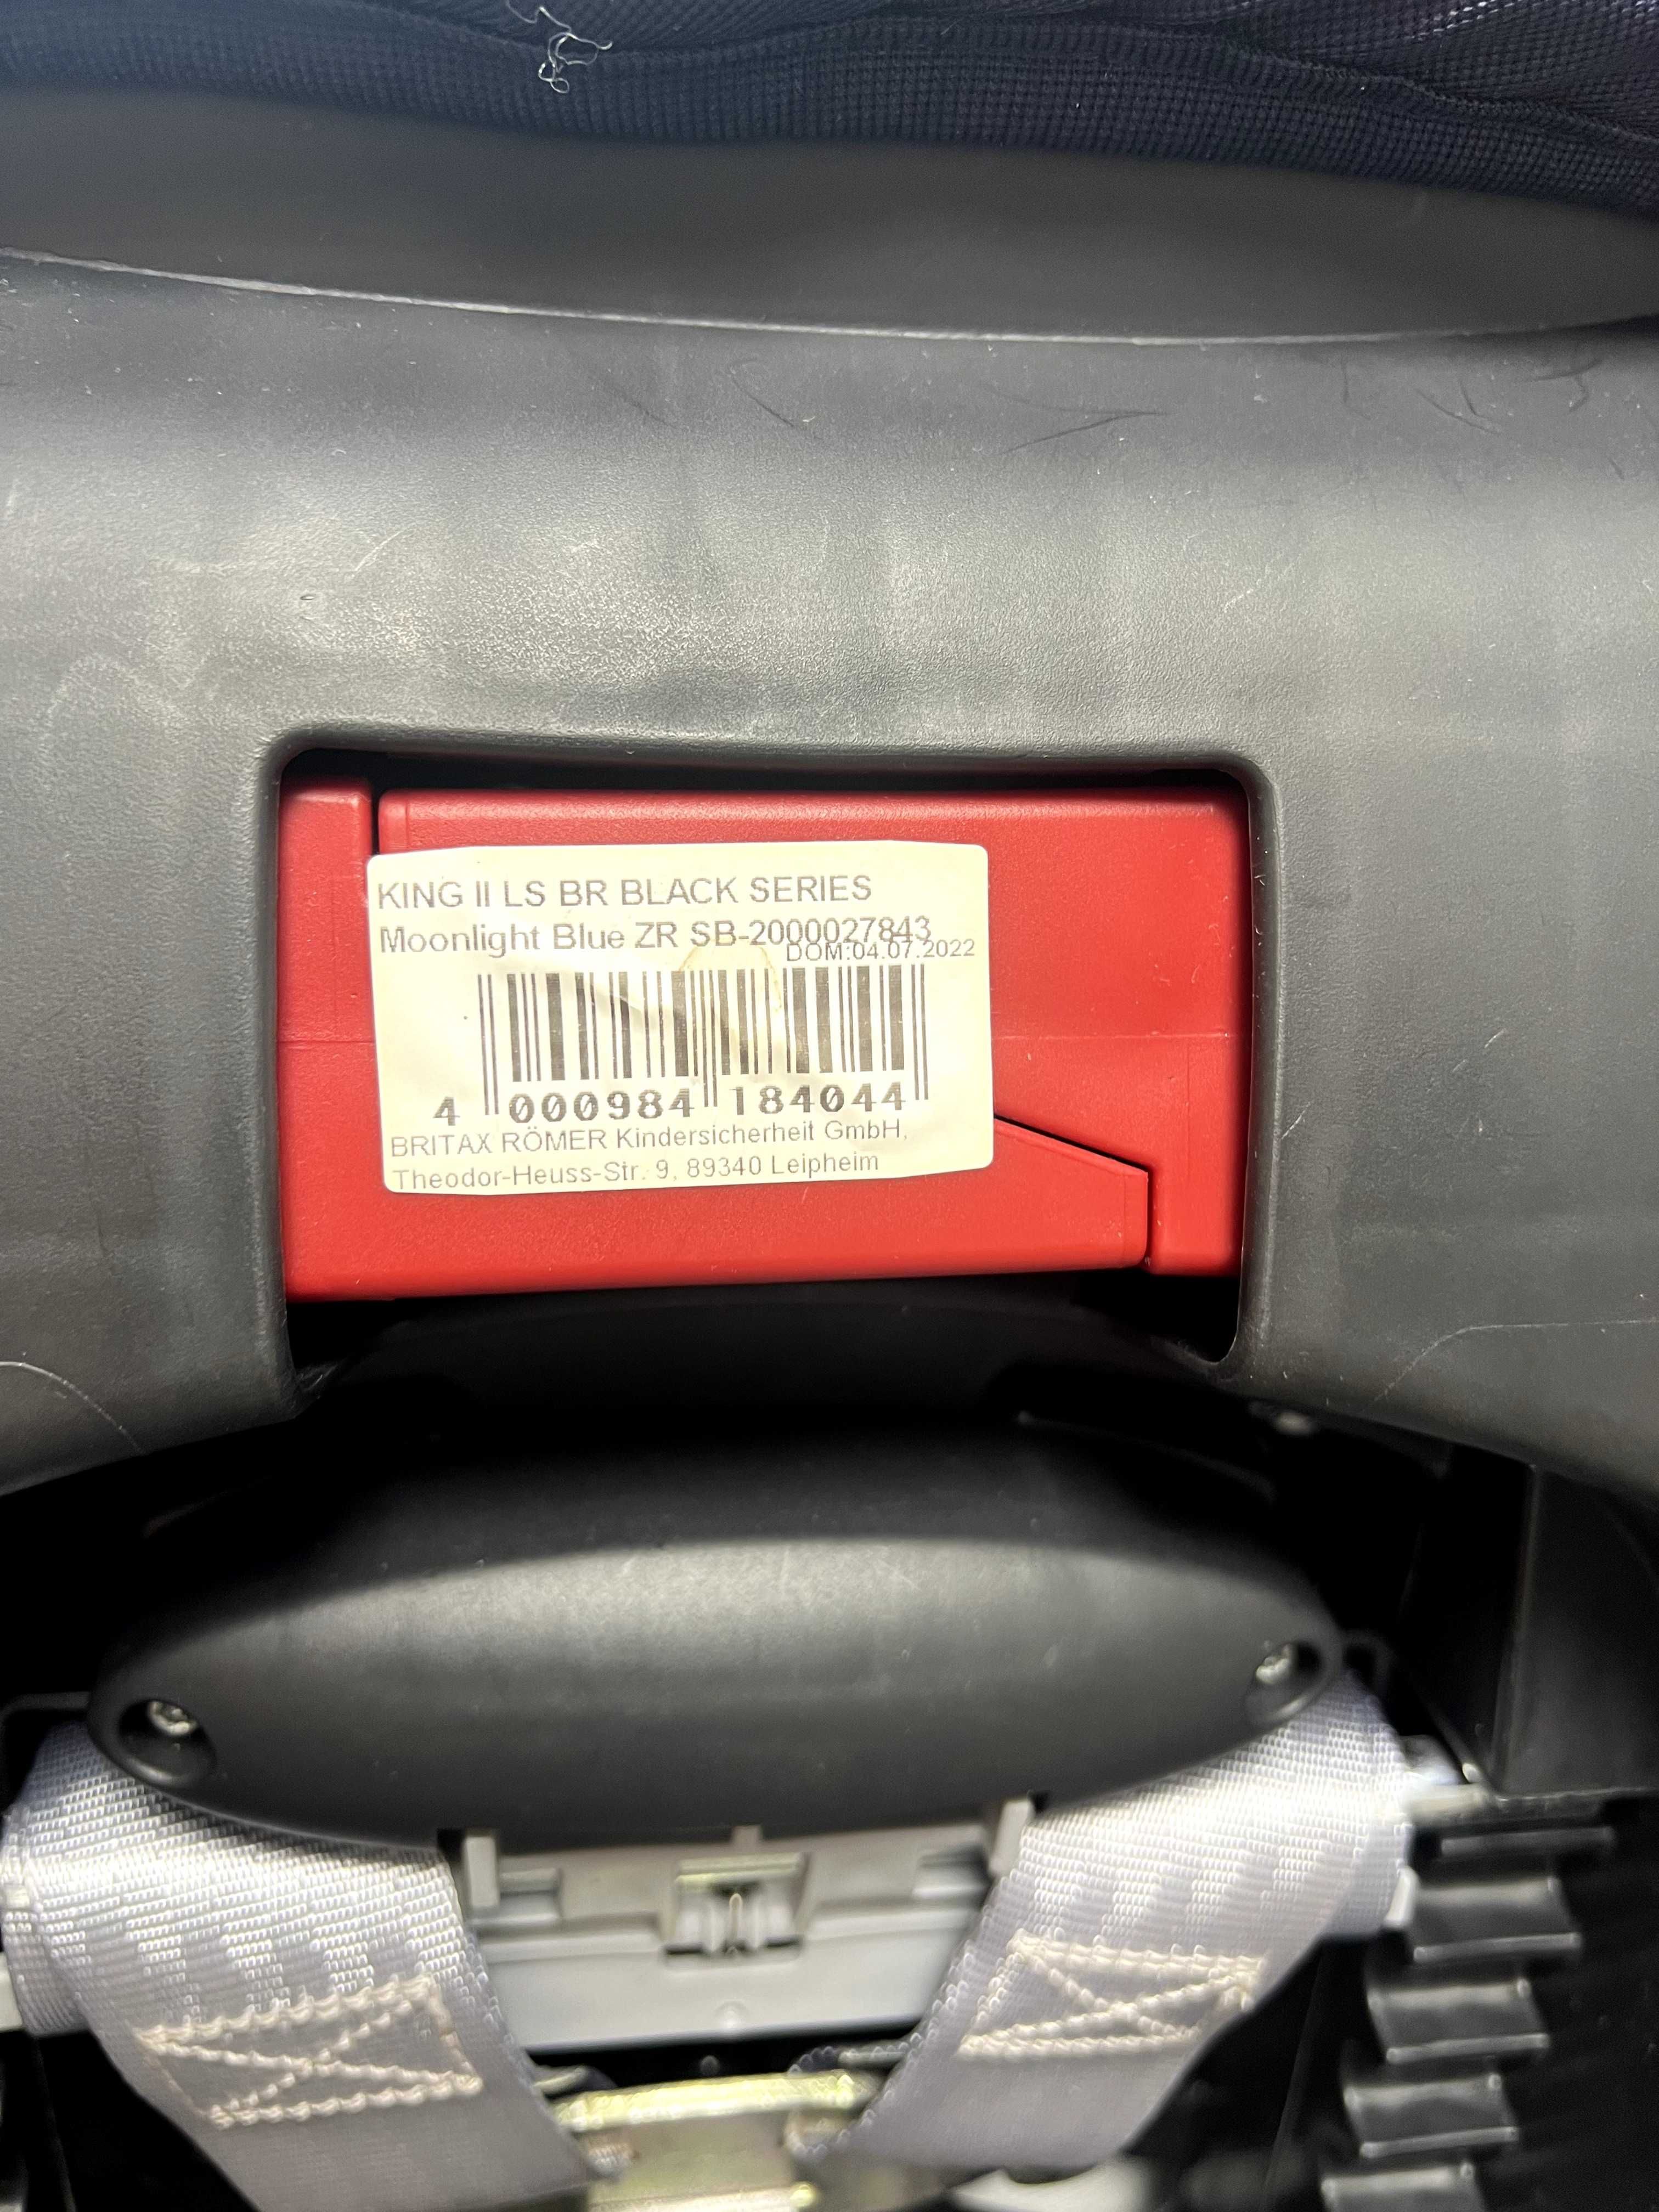 KING II LS BR BLACK SERIES
Moonlight Blue ZR SB-2000027843
DOM:04.07.2022
4 000984 184044
BRITAX RÖMER Kindersicherheit GmbH,
Theodor-Heuss-Str. 9, 89340 Leipheim